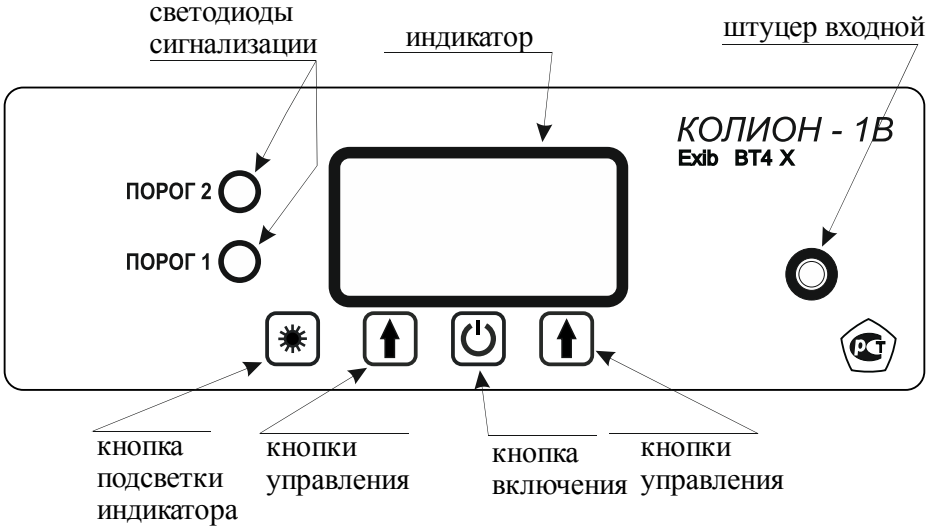 светодиоды
сигнализации
индикатор
штуцер входной
КОЛИОН - 1В
Exib BT4 X
ПОРОГ 2
ПОРОГ 1
РСТ
кнопка
подсветки
индикатора
кнопки
управления
кнопка
включения
кнопки
управления